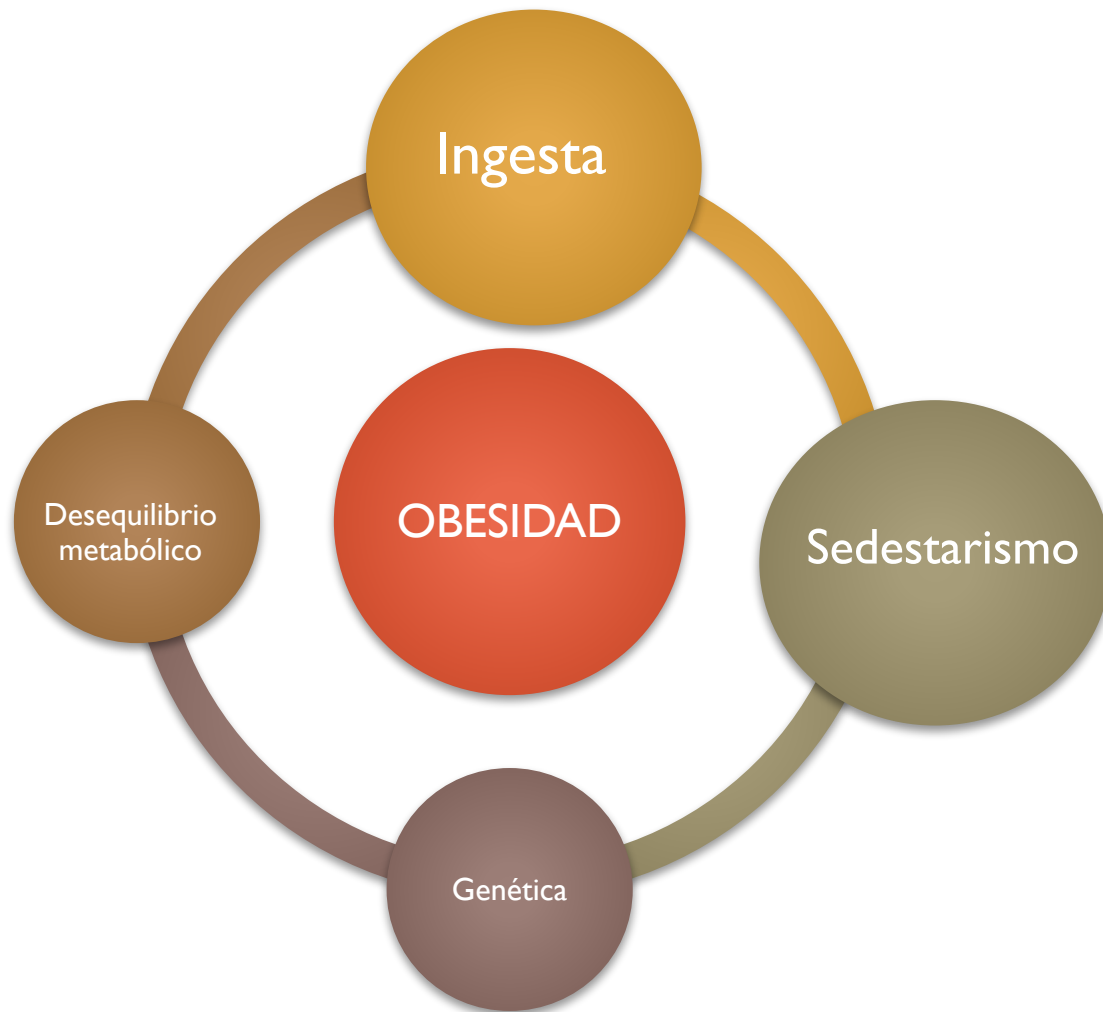 Ingesta
OBESIDAD
Sedestarismo
Desequilibrio
metabólico
Genética